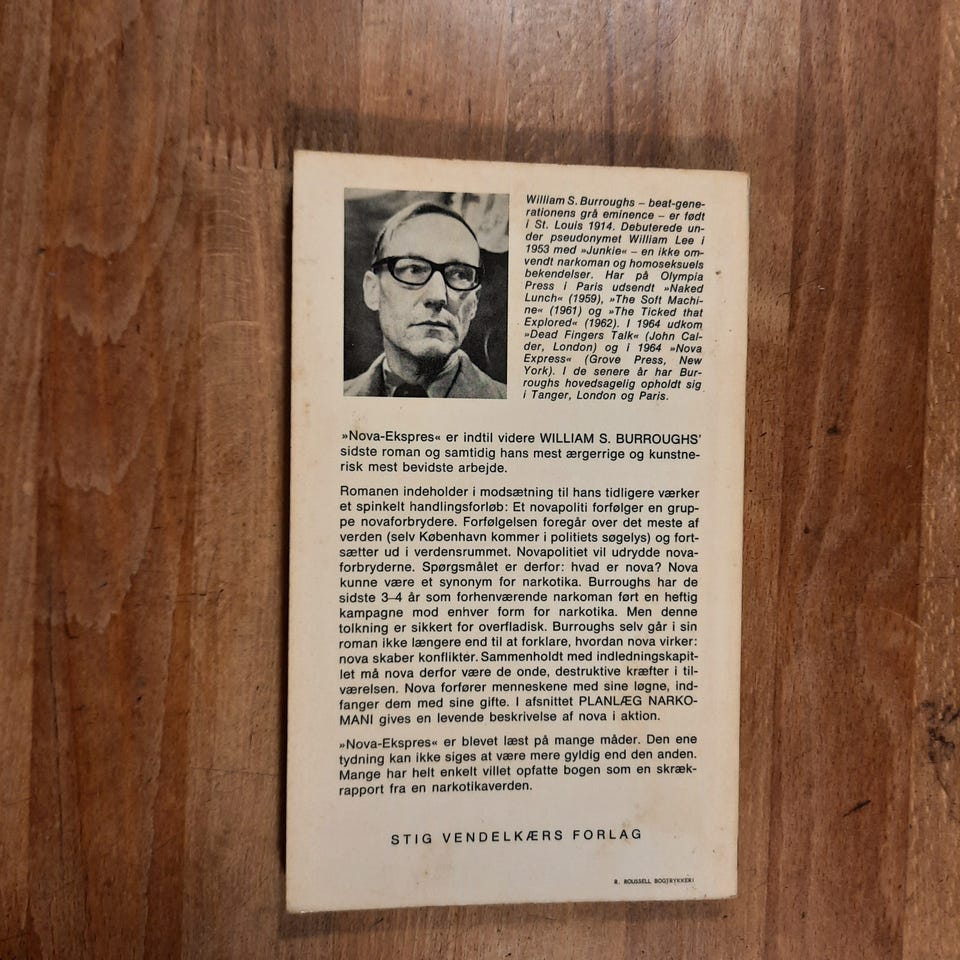 William S. Burroughs – beat-gene-
rationens grå eminence – er født
i St. Louis 1914. Debuterede un-
der pseudonymet William Lee i
1953 med »Junkie« – en ikke om-
vendt narkoman og homoseksuels
bekendelser. Har på Olympia
Press i Paris udsendt »Naked
Lunch« (1959), »The Soft Machi-
ne« (1961) og »The Ticked that
Explored« (1962). I 1964 udkom
»Dead Fingers Talk« (John Cal-
der, London) og i 1964 »Nova
Express« (Grove Press, New
York). I de senere år har Bur-
roughs hovedsagelig opholdt sig
i Tanger, London og Paris.
»Nova-Ekspres« er indtil videre WILLIAM S. BURROUGHS'
sidste roman og samtidig hans mest ærgerrige og kunstne-
risk mest bevidste arbejde.
Romanen indeholder i modsætning til hans tidligere værker
et spinkelt handlingsforløb: Et novapoliti forfølger en grup-
pe novaforbrydere. Forfølgelsen foregår over det meste af
verden (selv København kommer i politiets søgelys) og fort-
sætter ud i verdensrummet. Novapolitiet vil udrydde nova-
forbryderne. Spørgsmålet er derfor: hvad er nova? Nova
kunne være et synonym for narkotika. Burroughs har de
sidste 3–4 år som forhenværende narkoman ført en heftig
kampagne mod enhver form for narkotika. Men denne
tolkning er sikkert for overfladisk. Burroughs selv går i sin
roman ikke længere end til at forklare, hvordan nova virker:
nova skaber konflikter. Sammenholdt med indledningskapit-
let må nova derfor være de onde, destruktive kræfter i til-
værelsen. Nova forfører menneskene med sine løgne, ind-
fanger dem med sine gifte. I afsnittet PLANLÆG NARKO-
MANI gives en levende beskrivelse af nova i aktion.
»Nova-Ekspres« er blevet læst på mange måder. Den ene
tydning kan ikke siges at være mere gyldig end den anden.
Mange har helt enkelt villet opfatte bogen som en skræk-
rapport fra en narkotikaverden.
STIG VENDELKÆRS FORLAG
R. ROUSSELL BOGTRYKKERI